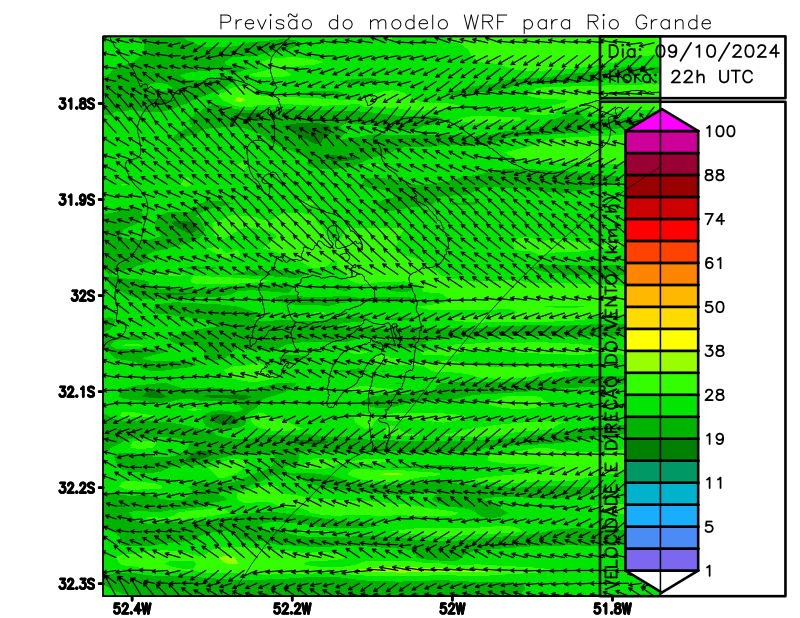 Previsão do modelo WRF para Rio Grande
Dia: 09/10/2024
Hora: 22h UTC
31.8S
31.9S
32S
32.1S
32.2S
32.3S
52.4W
52.2W
52W
51.8W
VELOCIDADE E DIREÇÃO DO VENTO (km/h)
100
88
74
61
50
38
28
19
11
5
1